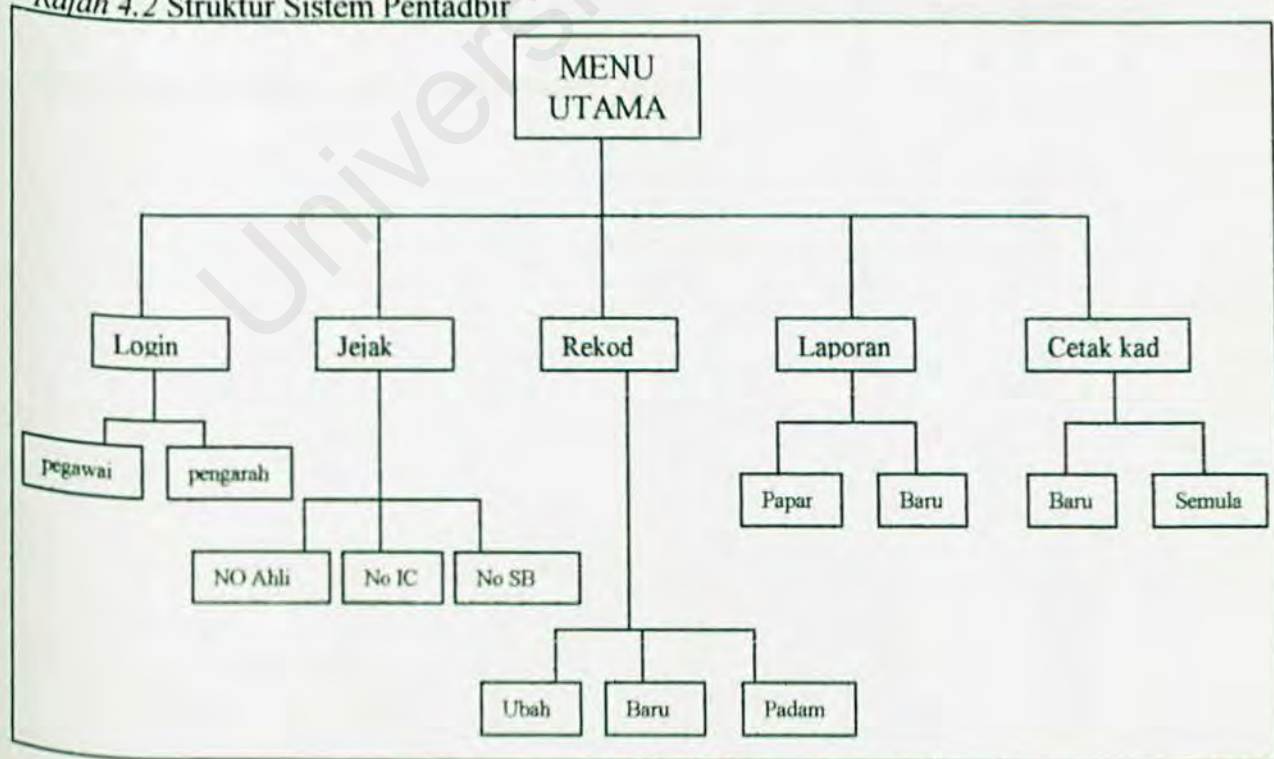 Rajah 4.2 Struktur Sistem Pentadbir
MENU
UTAMA
Login
Jejak
Rekod
Laporan
Cetak kad
pegawai
pengarah
Papar
Baru
Baru
Semula
NO Ahli
No IC
No SB
Ubah
Baru
Padam
Universi